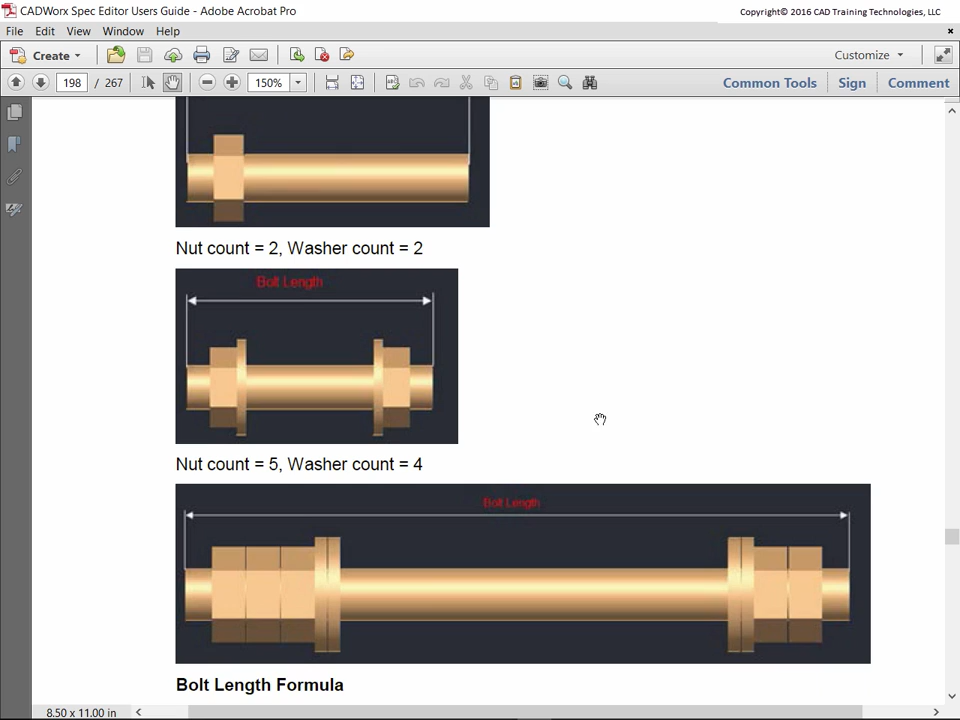 CADWorx Spec Editor Users Guide - Adobe Acrobat Pro
Copyright© 2016 CAD Training Technologies, LLC
File Edit View Window Help
Create
Customize
198 / 267
150%
Common Tools Sign Comment
Nut count = 2, Washer count = 2
Bolt Length
Nut count = 5, Washer count = 4
Bolt Length
Bolt Length Formula
8.50 x 11.00 in